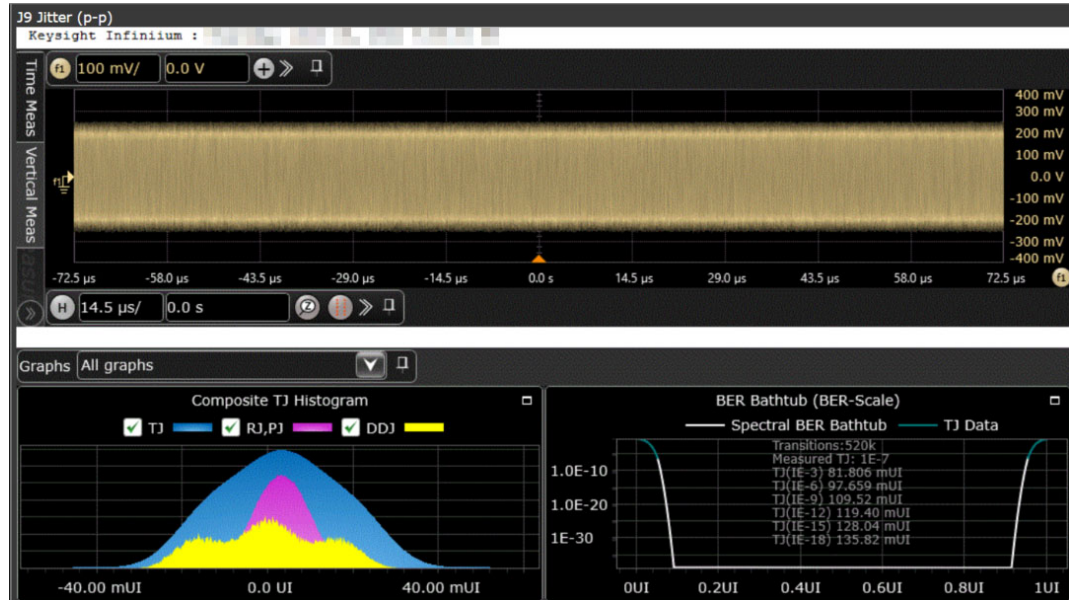 J9 Jitter (p-p)
Keysight Infiniium :
Time Meas
Vertical Meas
f1 100 mV/ 0.0 V
400 mV
300 mV
200 mV
100 mV
0.0 V
-100 mV
-200 mV
-300 mV
-400 mV
f1
-72.5 µs -58.0 µs -43.5 µs -29.0 µs -14.5 µs 0.0 s 14.5 µs 29.0 µs 43.5 µs 58.0 µs 72.5 µs f1
H 14.5 µs/ 0.0 s
Graphs All graphs
Composite TJ Histogram
TJ RJ,PJ DDJ
-40.00 mUI 0.0 UI 40.00 mUI
BER Bathtub (BER-Scale)
Spectral BER Bathtub TJ Data
Transitions:520k
Measured TJ: 1E-7
TJ(IE-3) 81.806 mUI
TJ(IE-6) 97.659 mUI
TJ(IE-9) 109.52 mUI
TJ(IE-12) 119.40 mUI
TJ(IE-15) 128.04 mUI
TJ(IE-18) 135.82 mUI
1.0E-10
1.0E-20
1E-30
0UI 0.2UI 0.4UI 0.6UI 0.8UI 1UI